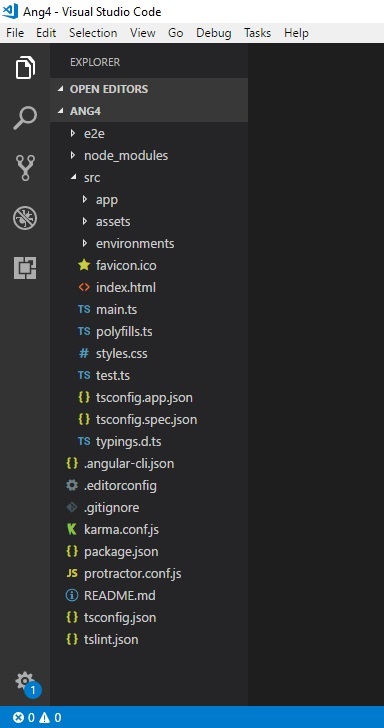 Ang4 - Visual Studio Code
File Edit Selection View Go Debug Tasks Help
EXPLORER
OPEN EDITORS
ANG4
e2e
node_modules
src
app
assets
environments
favicon.ico
<> index.html
TS main.ts
TS polyfills.ts
# styles.css
TS test.ts
{} tsconfig.app.json
{} tsconfig.spec.json
TS typings.d.ts
{} .angular-cli.json
.editorconfig
.gitignore
K karma.conf.js
{} package.json
JS protractor.conf.js
README.md
{} tsconfig.json
{} tslint.json
1
0 0